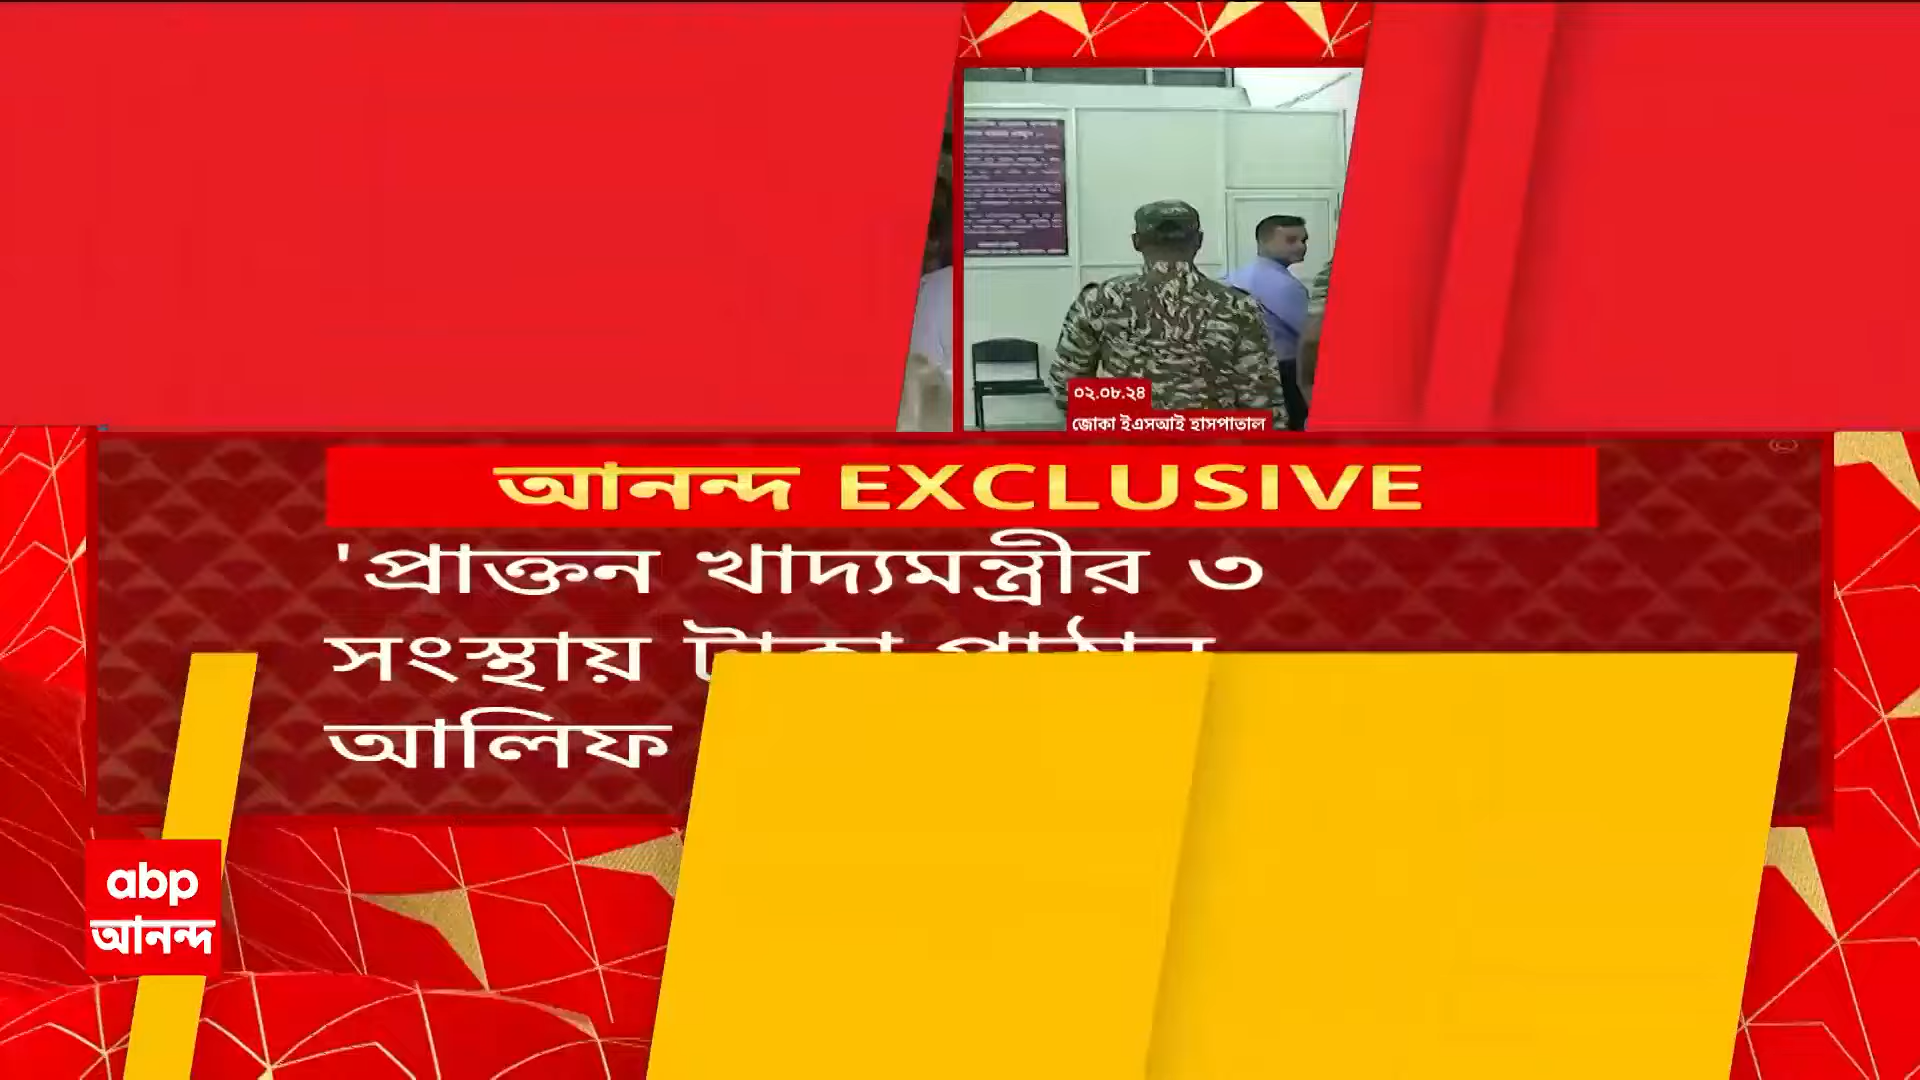 ০২.০৮.২৪
জোকা ইএসআই হাসপাতাল
আনন্দ EXCLUSIVE
'প্রাক্তন খাদ্যমন্ত্রীর ৩
সংস্থায় টাকা পাঠান
আলিফ
abp
আনন্দ